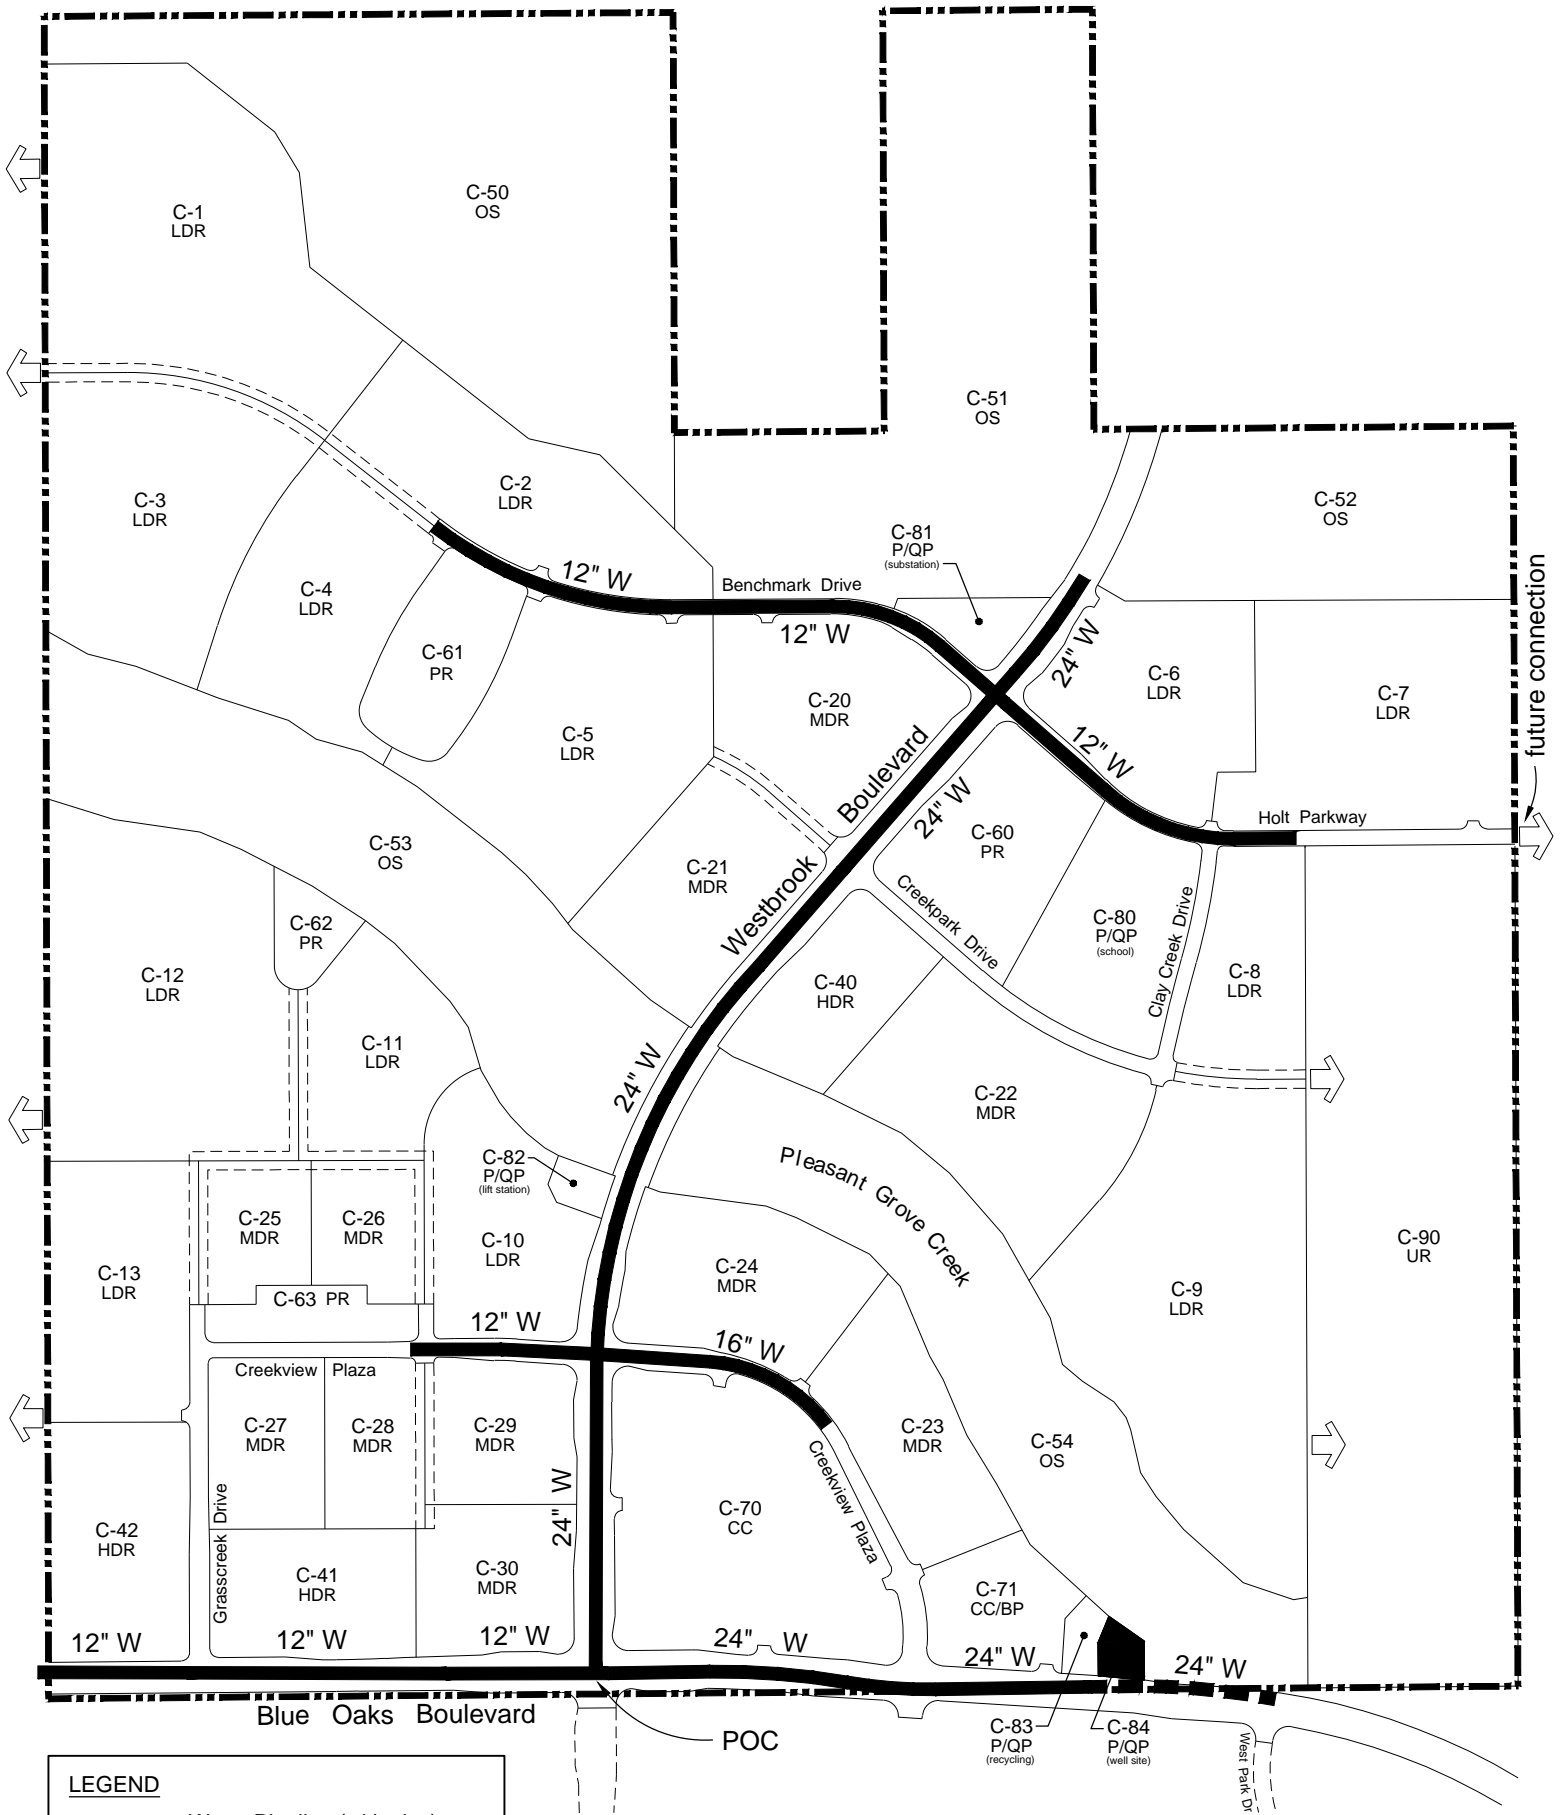 C-1
LDR
C-50
OS
C-51
OS
C-52
OS
C-2
LDR
C-3
LDR
C-81
P/QP
(substation)
12" W
Benchmark Drive
C-4
LDR
12" W
24" W
future connection
C-61
PR
C-6
LDR
C-7
LDR
C-20
MDR
C-5
LDR
12" W
Westbrook Boulevard
24" W
Holt Parkway
C-60
PR
C-53
OS
C-21
MDR
Creekpark Drive
C-62
PR
C-80
P/QP
(school)
Clay Creek Drive
C-12
LDR
C-40
HDR
C-8
LDR
C-11
LDR
24" W
C-22
MDR
C-82
P/QP
(lift station)
Pleasant Grove Creek
C-25
MDR
C-26
MDR
C-10
LDR
C-90
UR
C-13
LDR
C-24
MDR
C-63 PR
C-9
LDR
12" W
16" W
Creekview Plaza
C-27
MDR
C-28
MDR
C-29
MDR
C-23
MDR
C-54
OS
Creekview Plaza
24" W
C-70
CC
Grasscreek Drive
C-42
HDR
C-41
HDR
C-30
MDR
C-71
CC/BP
12" W
12" W
12" W
24" W
24" W
24" W
Blue Oaks Boulevard
POC
C-83
P/QP
(recycling)
C-84
P/QP
(well site)
West Park Dr
LEGEND